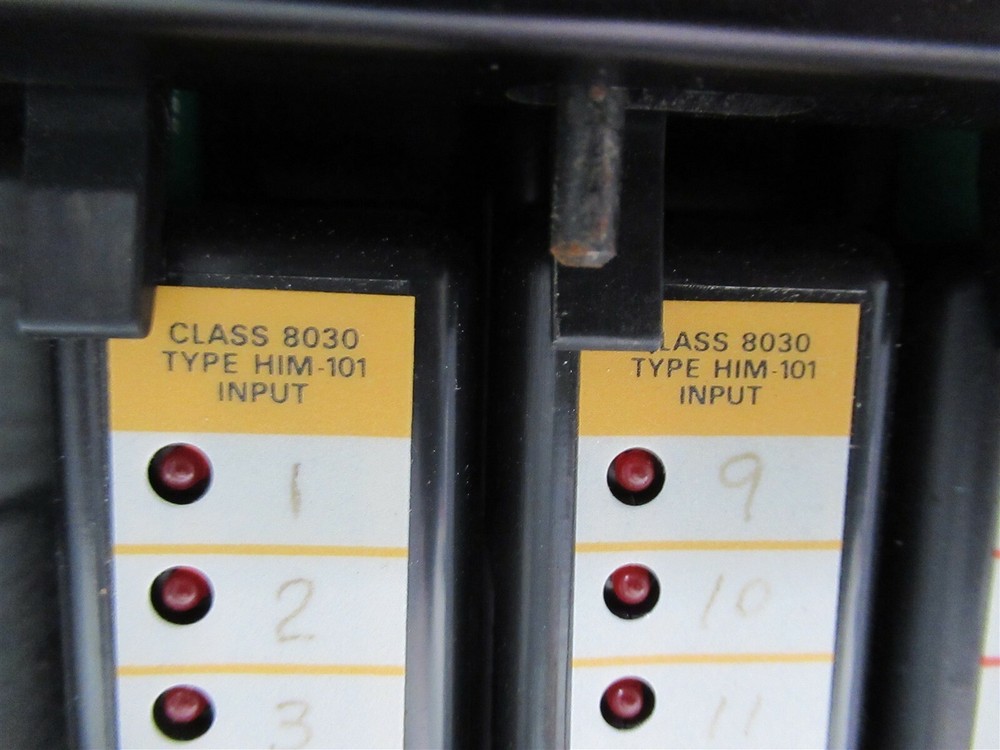 CLASS 8030
TYPE HIM-101
INPUT
1
2
3
LASS 8030
TYPE HIM-101
INPUT
9
10
11